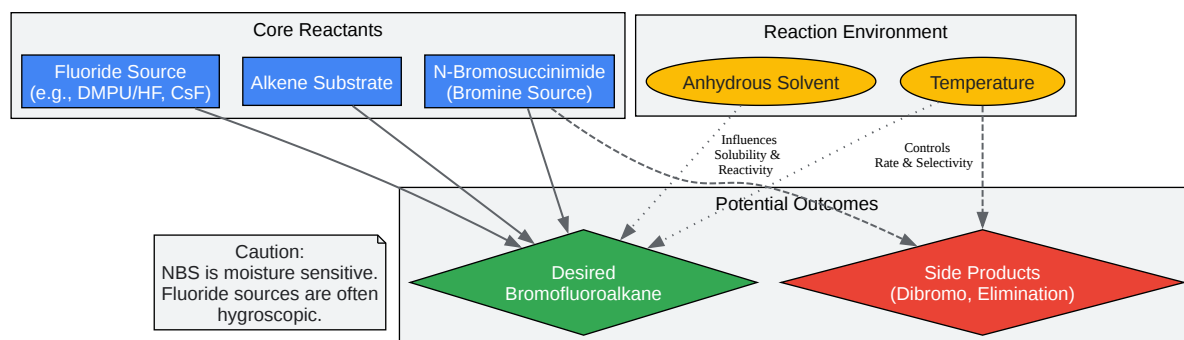 Core Reactants
Fluoride Source
(e.g., DMPU/HF, CsF)
Alkene Substrate
N-Bromosuccinimide
(Bromine Source)
Reaction Environment
Anhydrous Solvent
Temperature
Influences
Solubility &
Reactivity
Controls
Rate & Selectivity
Potential Outcomes
Caution:
NBS is moisture sensitive.
Fluoride sources are often
hygroscopic.
Desired
Bromofluoroalkane
Side Products
(Dibromo, Elimination)